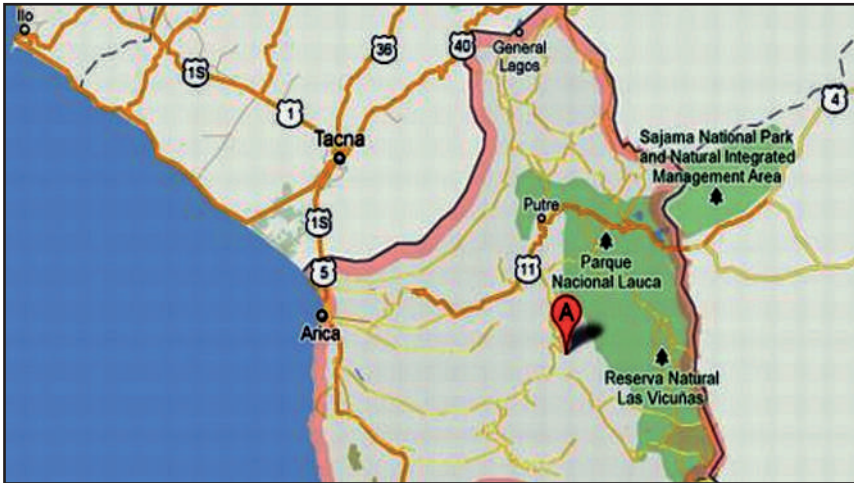 Ilo
36
40
General
Lagos
1S
1
4
Tacna
Sajama National Park
and Natural Integrated
Management Area
Putre
1S
5
11
Parque
Nacional Lauca
A
Arica
Reserva Natural
Las Vicuñas